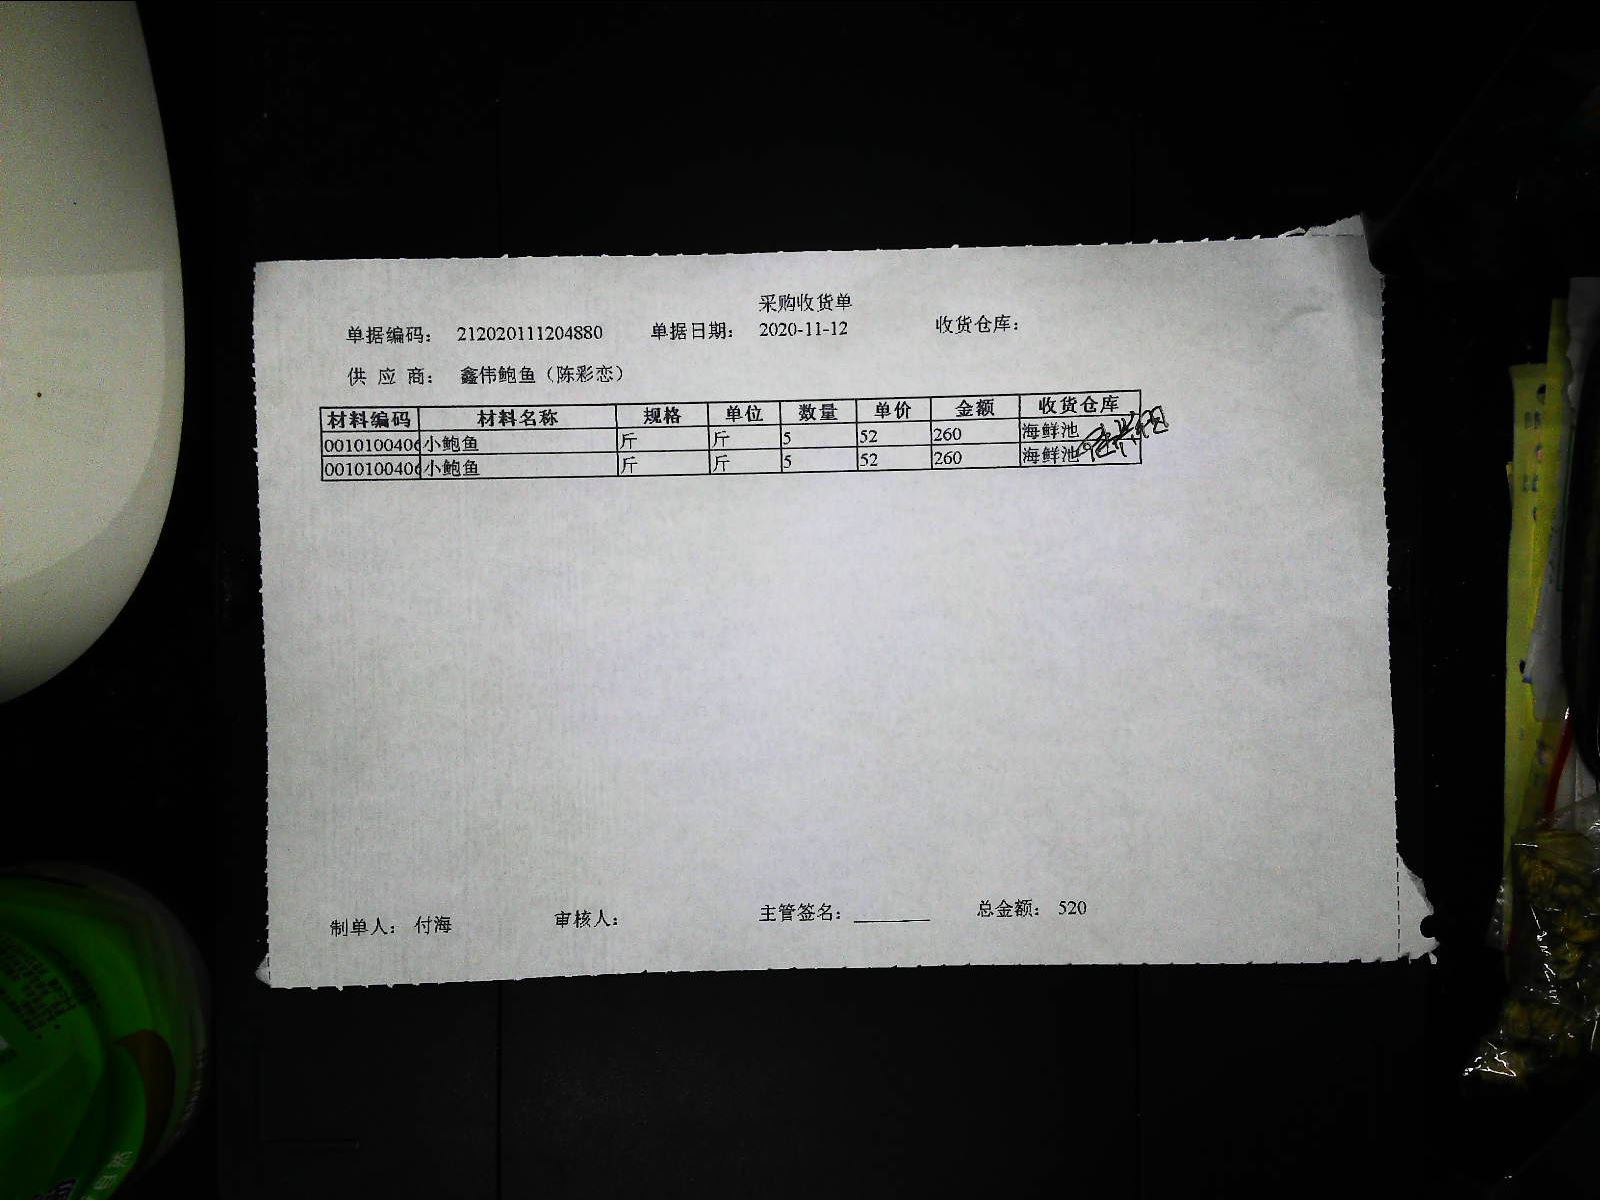 采购收货单
单据编码： 212020111204880 单据日期： 2020-11-12 收货仓库：
供 应 商： 鑫伟鲍鱼（陈彩恋）
材料编码 材料名称 规格 单位 数量 单价 金额 收货仓库
0010100406 小鲍鱼 斤 斤 5 52 260 海鲜池
0010100406 小鲍鱼 斤 斤 5 52 260 海鲜池
制单人： 付海 审核人： 主管签名： 总金额： 520